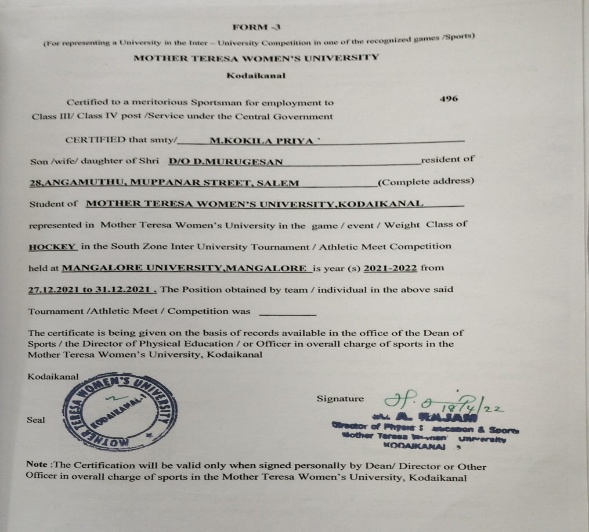 FORM -3
(For representing a University in the Inter – University Competition in one of the recognized games /Sports)
MOTHER TERESA WOMEN'S UNIVERSITY
Kodaikanal
496
Certified to a meritorious Sportsman for employment to
Class III/ Class IV post /Service under the Central Government
CERTIFIED that smty/ M.KOKILA PRIYA
Son /wife/ daughter of Shri D/O D.MURUGESAN resident of
28,ANGAMUTHU, MUPPANAR STREET, SALEM (Complete address)
Student of MOTHER TERESA WOMEN'S UNIVERSITY,KODAIKANAL
represented in Mother Teresa Women's University in the game / event / Weight Class of
HOCKEY in the South Zone Inter University Tournament / Athletic Meet Competition
held at MANGALORE UNIVERSITY,MANGALORE is year (s) 2021-2022 from
27.12.2021 to 31.12.2021 . The Position obtained by team / individual in the above said
Tournament /Athletic Meet / Competition was
The certificate is being given on the basis of records available in the office of the Dean of
Sports / the Director of Physical Education / or Officer in overall charge of sports in the
Mother Teresa Women's University, Kodaikanal
Kodaikanal
MOTHER TERESA WOMEN'S UNIVERSITY
KODAIKANAL
Seal
Signature
18/4/22
A. RAJAM
Director of & Sports
Mother Teresa University
KODAIKANAL
Note :The Certification will be valid only when signed personally by Dean/ Director or Other
Officer in overall charge of sports in the Mother Teresa Women's University, Kodaikanal